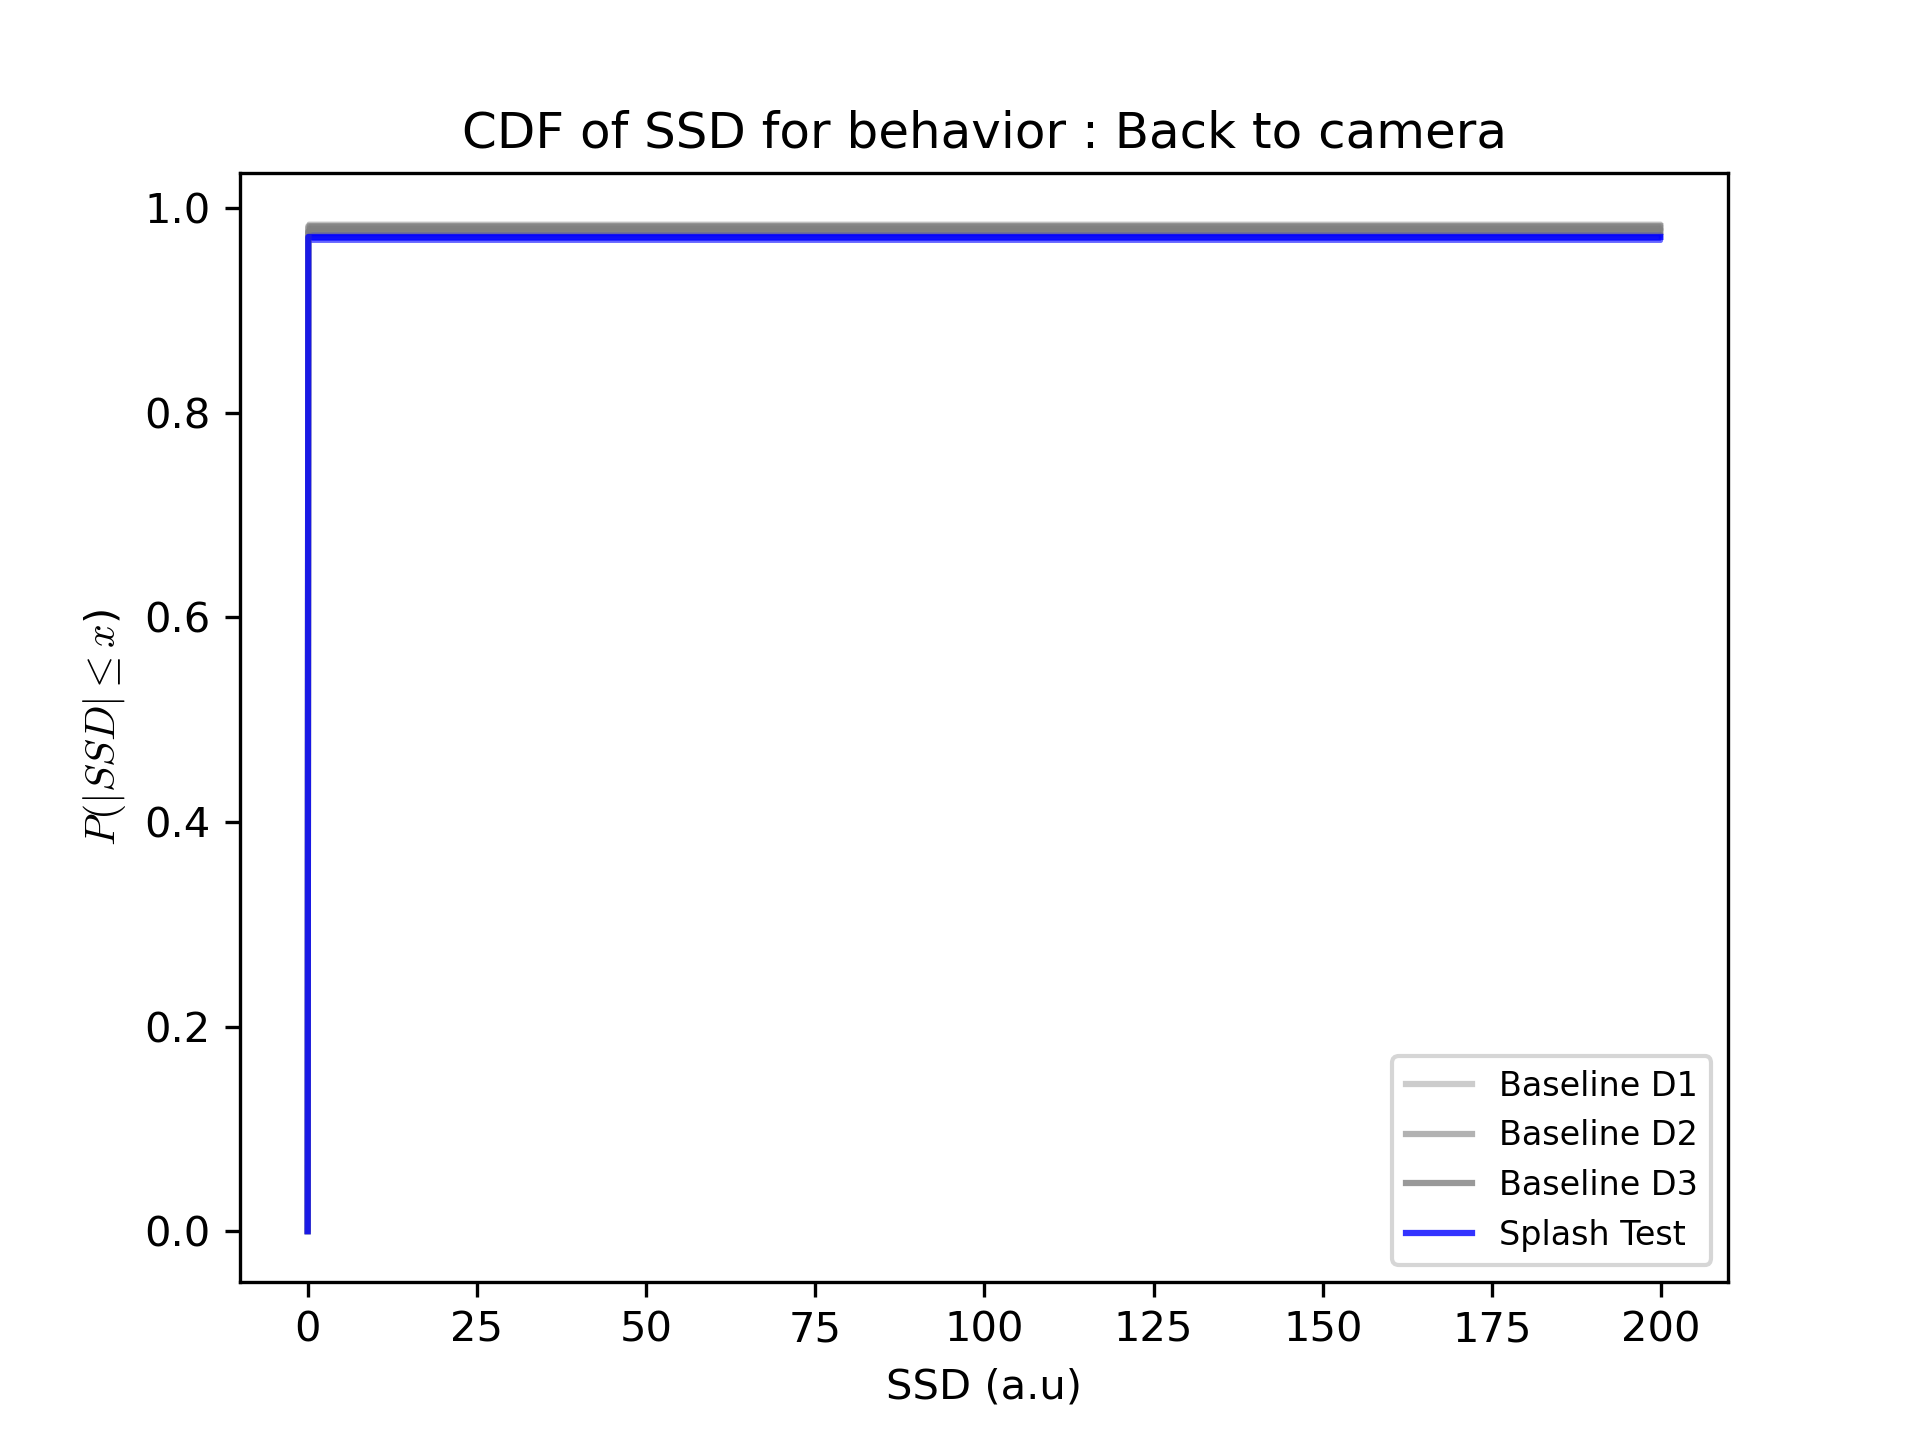 CDF of SSD for behavior : Back to camera
P(|SSD| ≤ x)
1.0
0.8
0.6
0.4
0.2
0.0
0 25 50 75 100 125 150 175 200
SSD (a.u)
Baseline D1
Baseline D2
Baseline D3
Splash Test